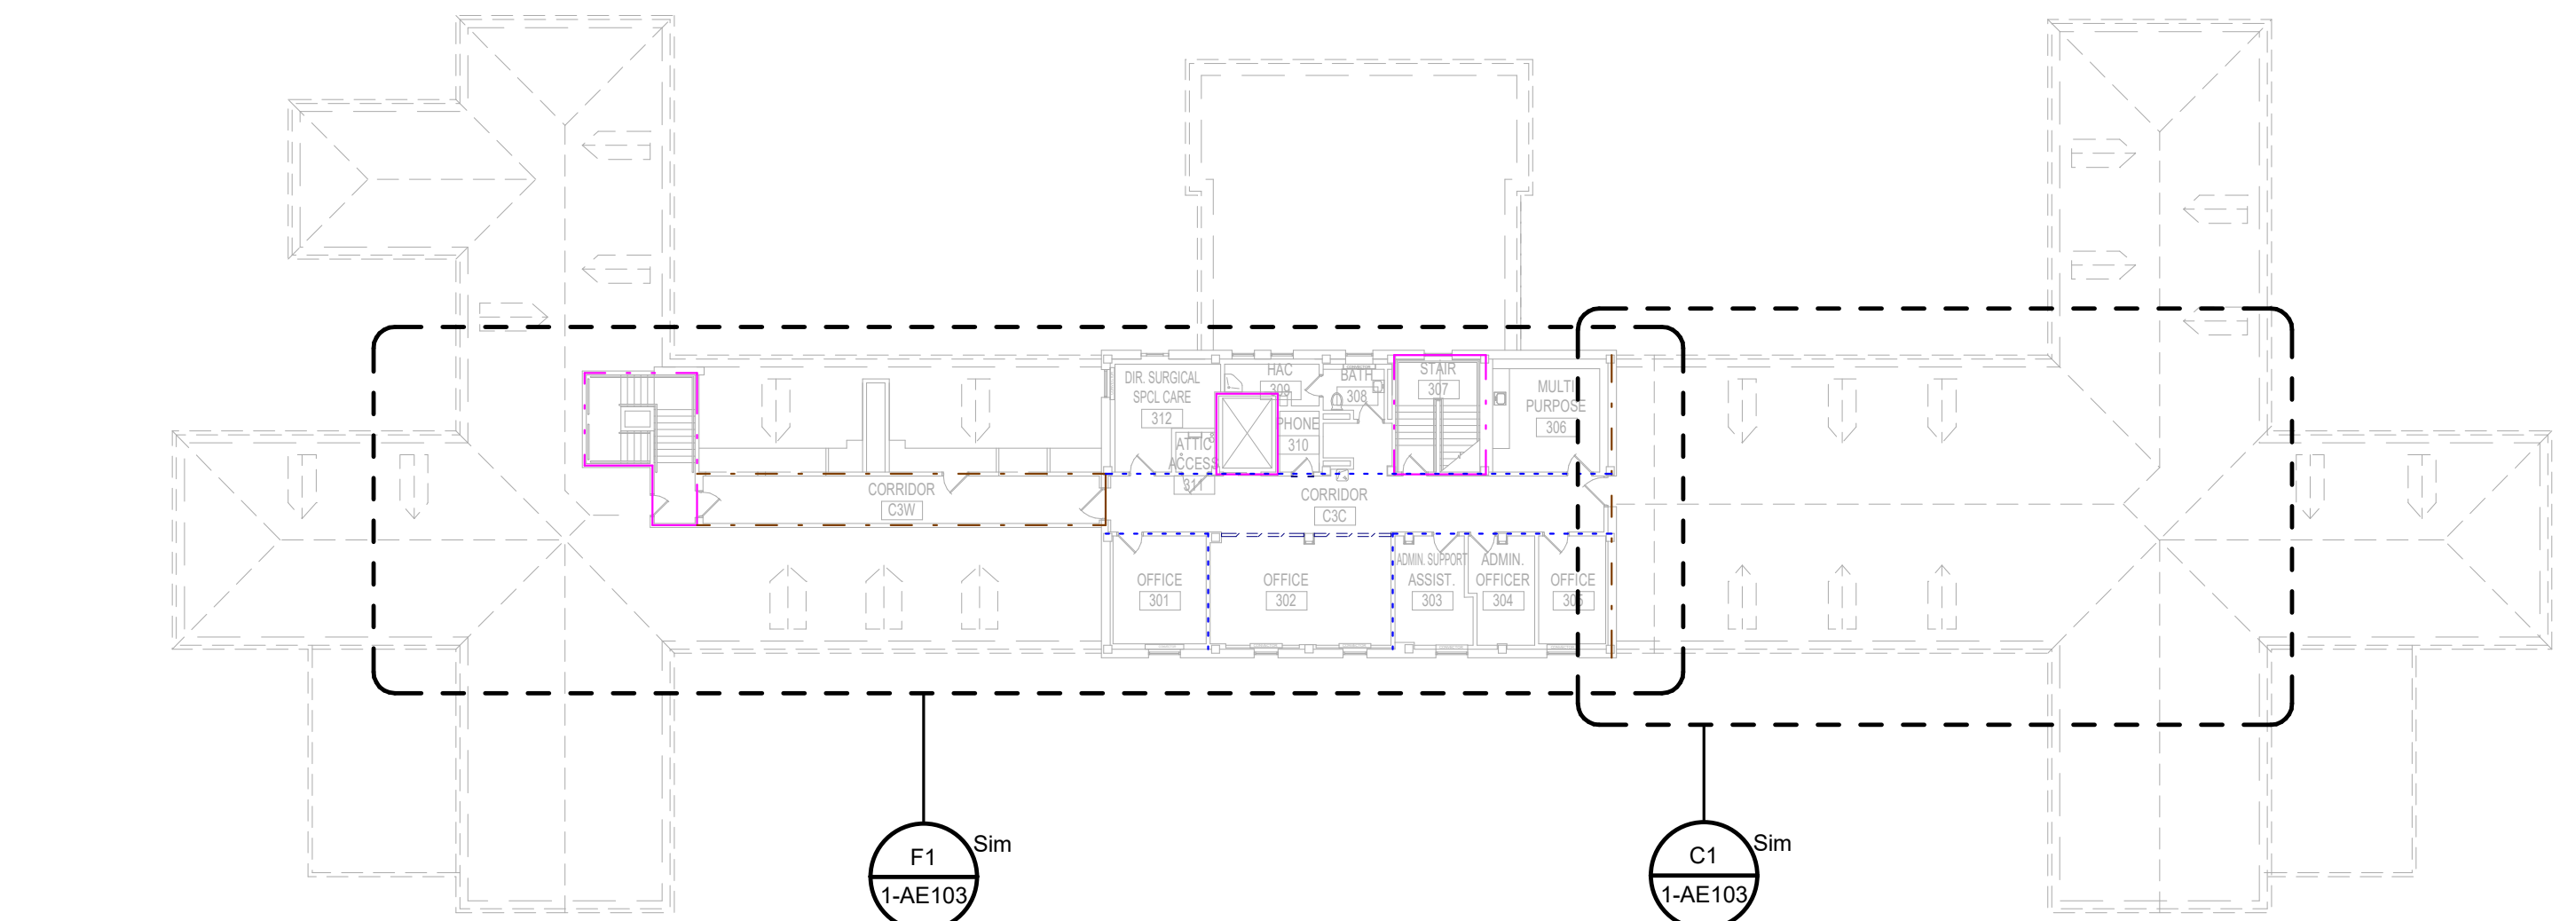 DIR. SURGICAL
SPCL CARE
312
HAC
309
BATH
308
STAIR
307
MULTI
PURPOSE
306
PHONE
310
ATTIC
ACCESS
311
CORRIDOR
C3W
CORRIDOR
C3C
OFFICE
301
OFFICE
302
ADMIN. SUPPORT
ASSIST.
303
ADMIN.
OFFICER
304
OFFICE
305
F1
Sim
1-AE103
C1
Sim
1-AE103